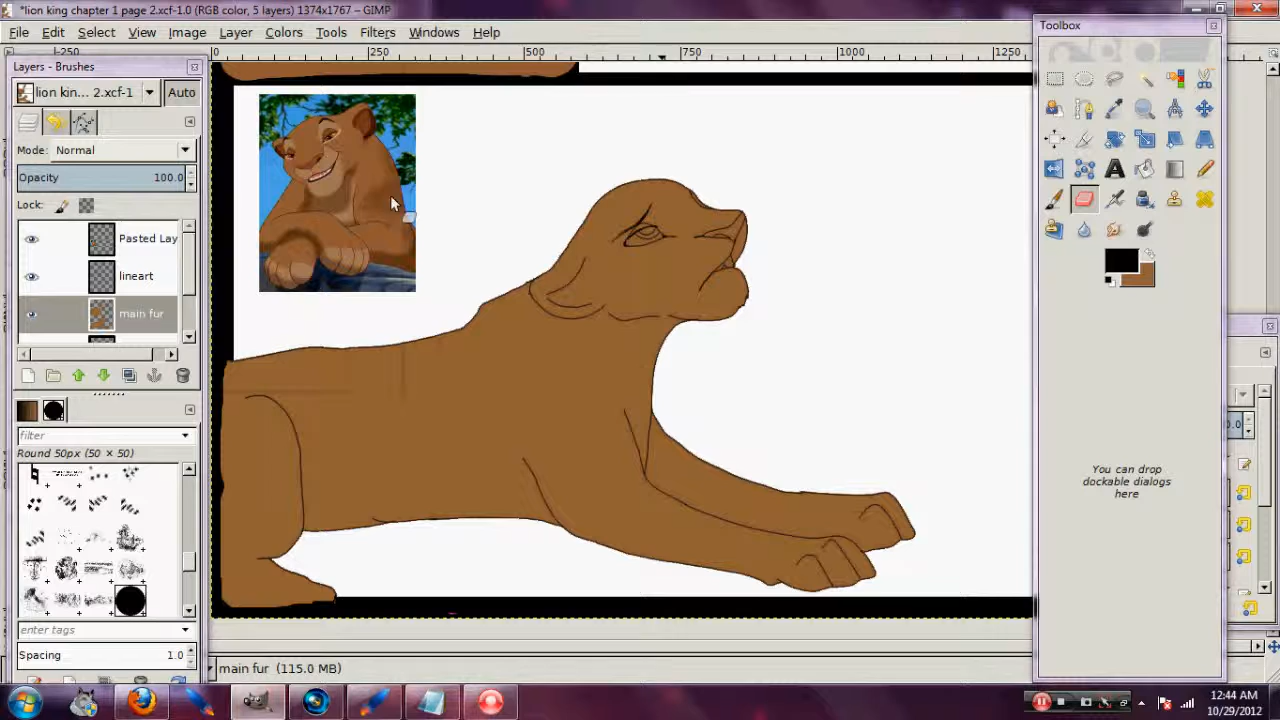 *lion king chapter 1 page 2.xcf-1.0 (RGB color, 5 layers) 1374x1767 – GIMP
File Edit Select View Image Layer Colors Tools Filters Windows Help
Toolbox
-250 0 250 500 750 1000 1250
Layers - Brushes
lion kin... 2.xcf-1 Auto
Mode: Normal
Opacity 100.0
Lock:
Pasted Lay
lineart
main fur
filter
Round 50px (50 × 50)
enter tags
Spacing 1.0
You can drop
dockable dialogs
here
0.0
main fur (115.0 MB)
12:44 AM
10/29/2012